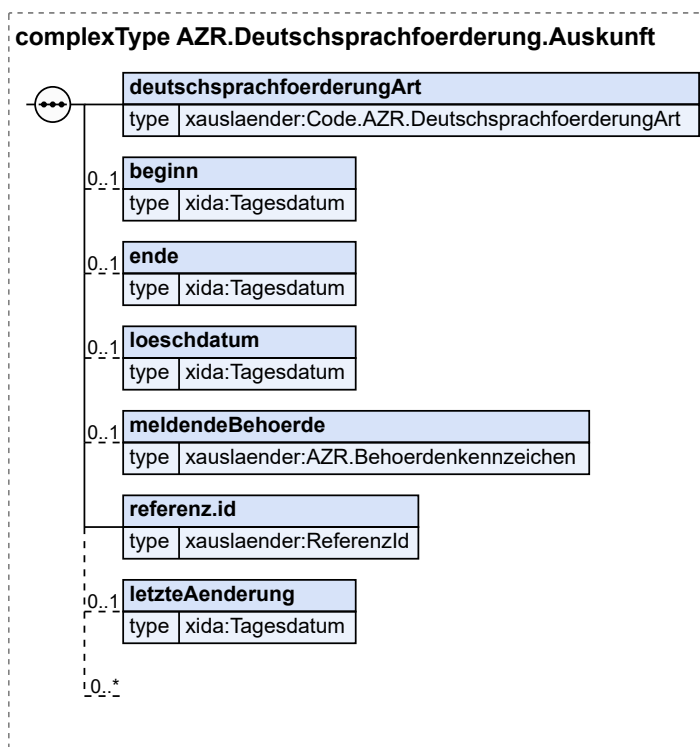 complexType AZR.Deutschsprachfoerderung.Auskunft
deutschsprachfoerderungArt
type xauslaender:Code.AZR.DeutschsprachfoerderungArt
0..1 beginn
type xida:Tagesdatum
0..1 ende
type xida:Tagesdatum
0..1 loeschdatum
type xida:Tagesdatum
0..1 meldendeBehoerde
type xauslaender:AZR.Behoerdenkennzeichen
referenz.id
type xauslaender:ReferenzId
0..1 letzteAenderung
type xida:Tagesdatum
0..*